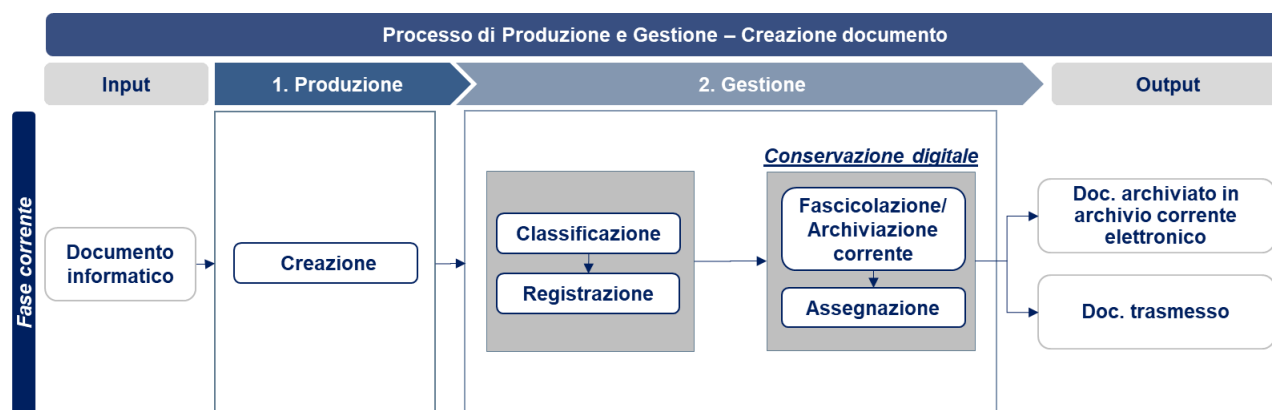 Processo di Produzione e Gestione – Creazione documento
Input
1. Produzione
2. Gestione
Output
Fase corrente
Documento
informatico
Creazione
Classificazione
Registrazione
Conservazione digitale
Fascicolazione/
Archiviazione
corrente
Assegnazione
Doc. archiviato in
archivio corrente
elettronico
Doc. trasmesso